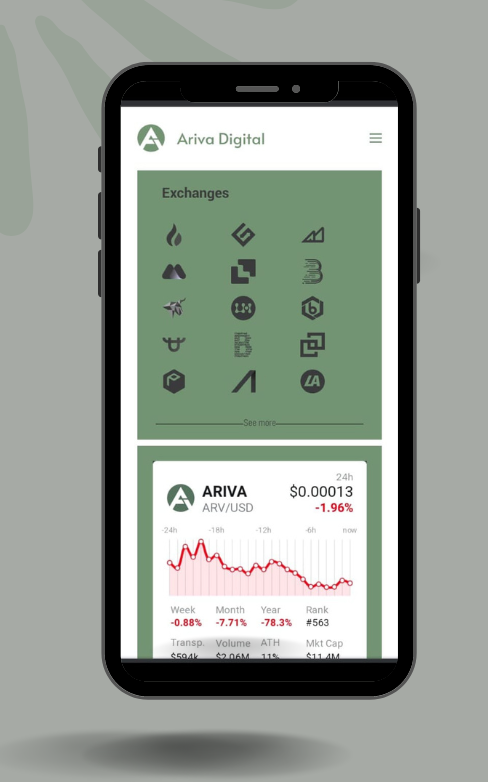 Ariva Digital
Exchanges
See more
24h
ARIVA $0.00013
ARV/USD -1.96%
-24h -18h -12h -6h now
Week Month Year Rank
-0.88% -7.71% -78.3% #563
Transp. Volume ATH Mkt Cap
$594k $2.06M 11% $11.4M